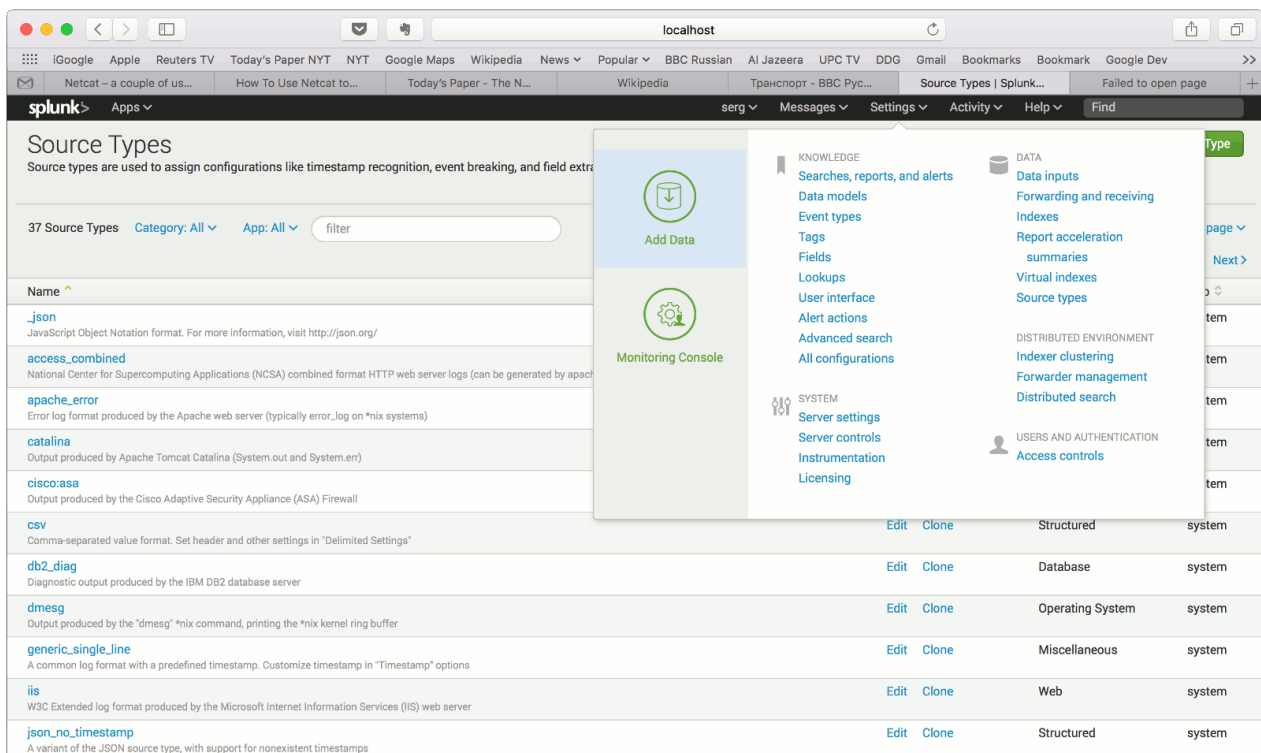 localhost
iGoogle Apple Reuters TV Today's Paper NYT NYT Google Maps Wikipedia News Popular BBC Russian Al Jazeera UPC TV DDG Gmail Bookmarks Bookmark Google Dev >>
Netcat – a couple of us... How To Use Netcat to... Today's Paper - The N... Wikipedia Транспорт - BBC Рус... Source Types | Splunk... Failed to open page +
splunk> Apps serg Messages Settings Activity Help Find
Source Types
Type
Source types are used to assign configurations like timestamp recognition, event breaking, and field extra
37 Source Types Category: All App: All filter
page
Next
Name
_json
JavaScript Object Notation format. For more information, visit http://json.org/
tem
access_combined
National Center for Supercomputing Applications (NCSA) combined format HTTP web server logs (can be generated by apach
tem
apache_error
Error log format produced by the Apache web server (typically error_log on *nix systems)
tem
catalina
Output produced by Apache Tomcat Catalina (System.out and System.err)
tem
cisco:asa
Output produced by the Cisco Adaptive Security Appliance (ASA) Firewall
tem
Add Data
Monitoring Console
KNOWLEDGE
Searches, reports, and alerts
Data models
Event types
Tags
Fields
Lookups
User interface
Alert actions
Advanced search
All configurations
SYSTEM
Server settings
Server controls
Instrumentation
Licensing
DATA
Data inputs
Forwarding and receiving
Indexes
Report acceleration
summaries
Virtual indexes
Source types
DISTRIBUTED ENVIRONMENT
Indexer clustering
Forwarder management
Distributed search
USERS AND AUTHENTICATION
Access controls
csv Edit Clone Structured system
Comma-separated value format. Set header and other settings in "Delimited Settings"
db2_diag Edit Clone Database system
Diagnostic output produced by the IBM DB2 database server
dmesg Edit Clone Operating System system
Output produced by the "dmesg" *nix command, printing the *nix kernel ring buffer
generic_single_line Edit Clone Miscellaneous system
A common log format with a predefined timestamp. Customize timestamp in "Timestamp" options
iis Edit Clone Web system
W3C Extended log format produced by the Microsoft Internet Information Services (IIS) web server
json_no_timestamp Edit Clone Structured system
A variant of the JSON source type, with support for nonexistent timestamps